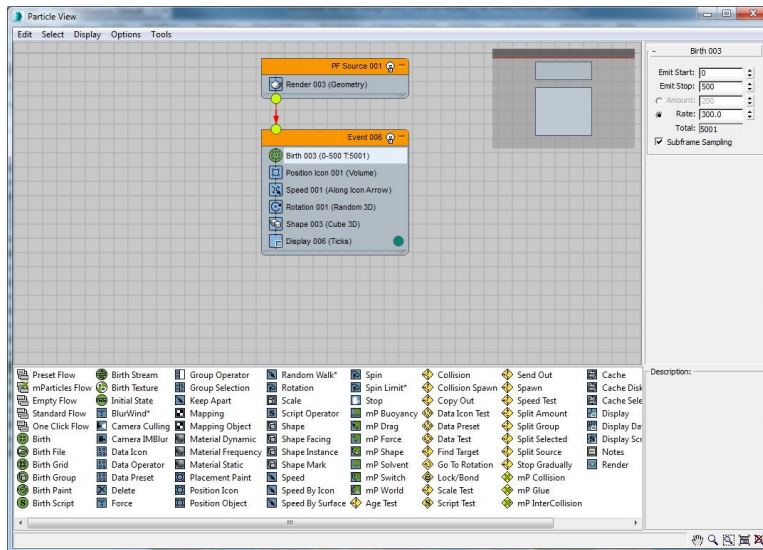 Particle View
Edit Select Display Options Tools
PF Source 001
Render 003 (Geometry)
Event 006
Birth 003 (0-500 T:5001)
Position Icon 001 (Volume)
Speed 001 (Along Icon Arrow)
Rotation 001 (Random 3D)
Shape 003 (Cube 3D)
Display 006 (Ticks)
- Birth 003
Emit Start: 0
Emit Stop: 500
Amount: 200
Rate: 300.0
Total: 5001
Subframe Sampling
Preset Flow Birth Stream Group Operator Random Walk* Spin Collision Send Out Cache
mParticles Flow Birth Texture Group Selection Rotation Spin Limit* Collision Spawn Spawn Cache Disk
Empty Flow Initial State Keep Apart Scale Stop Copy Out Speed Test Cache Sele
Standard Flow BlurWind* Mapping Script Operator mP Buoyancy Data Icon Test Split Amount Display
One Click Flow Camera Culling Mapping Object Shape mP Drag Data Preset Split Group Display Da
Birth Camera IMBlur Material Dynamic Shape Facing mP Force Data Test Split Selected Display Scr
Birth File Data Icon Material Frequency Shape Instance mP Shape Find Target Split Source Notes
Birth Grid Data Operator Material Static Shape Mark mP Solvent Go To Rotation Stop Gradually Render
Birth Group Data Preset Placement Paint Speed mP Switch Lock/Bond mP Collision
Birth Paint Delete Position Icon Speed By Icon mP World Scale Test mP Glue
Birth Script Force Position Object Speed By Surface Age Test Script Test mP InterCollision
Description: